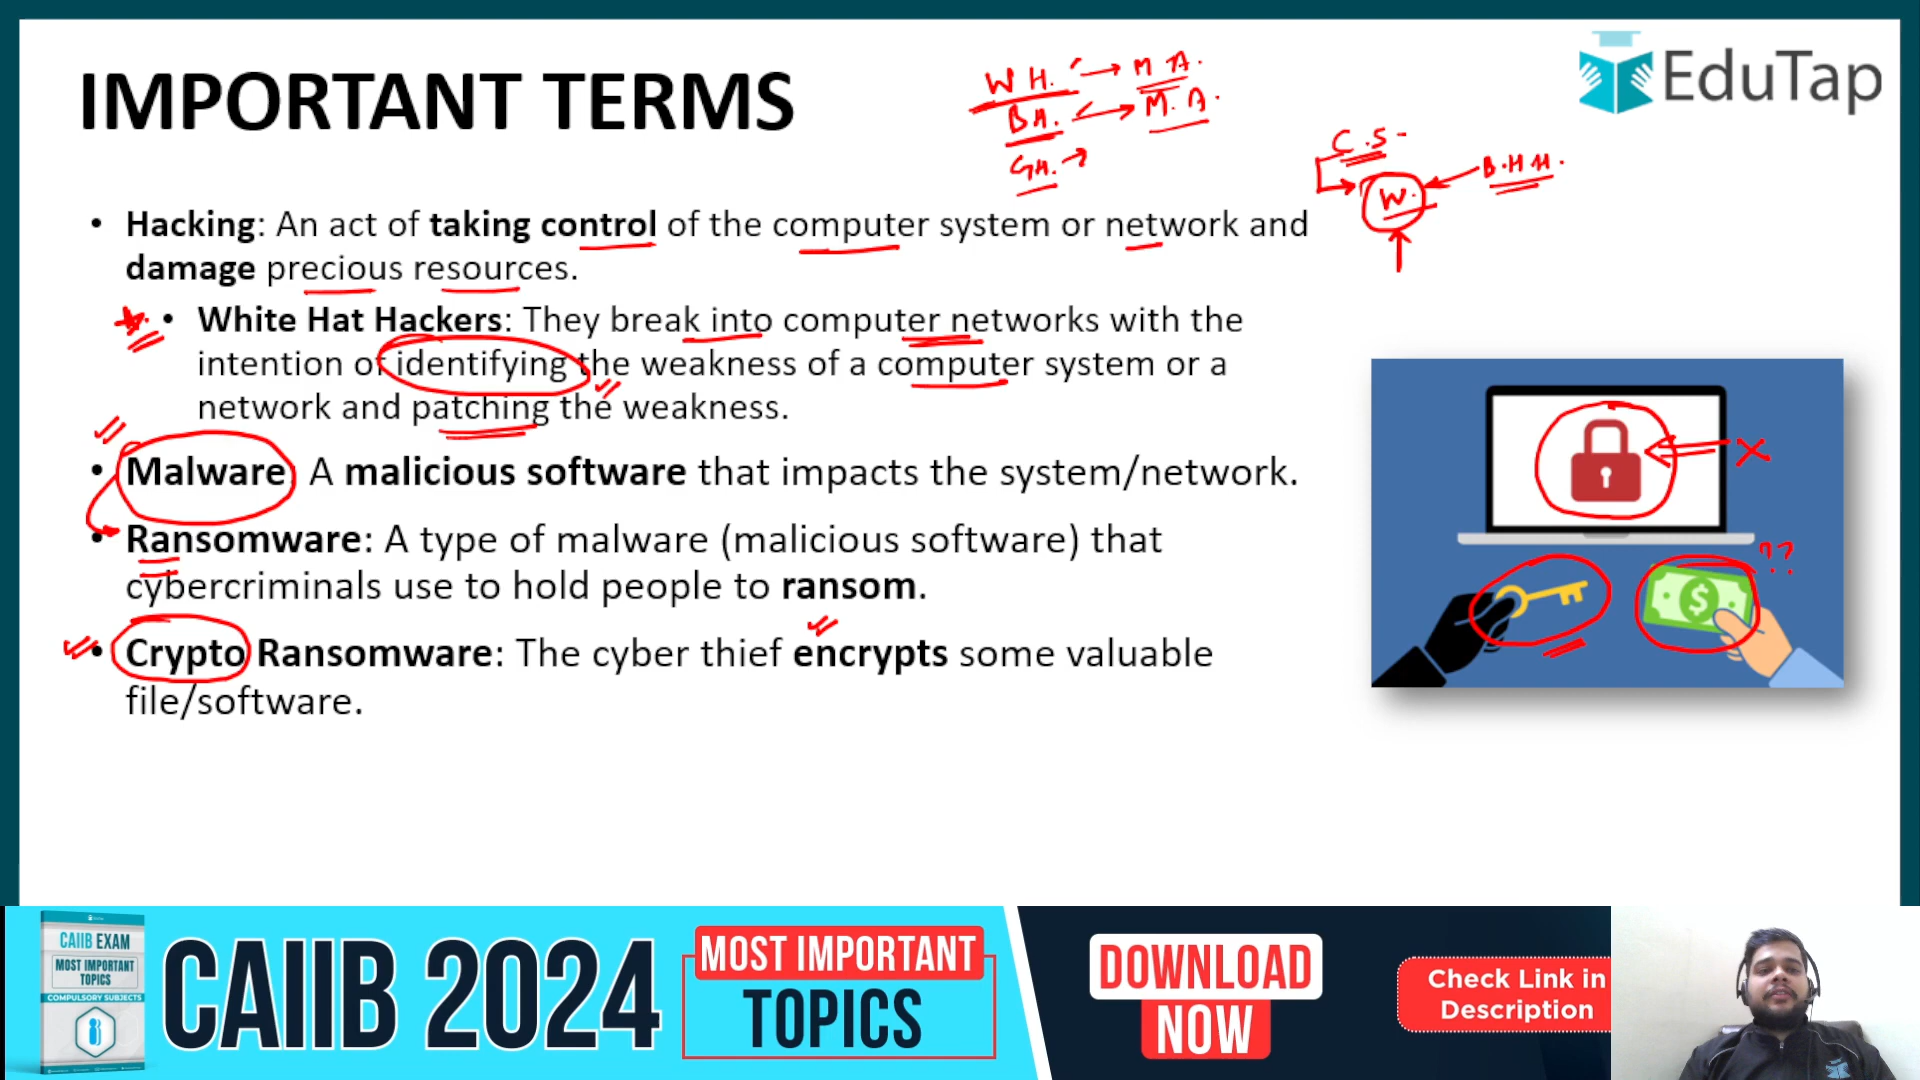 IMPORTANT TERMS
W H. → M A.
B H. → M. A.
G H. →
EduTap
C.S-
W.
B.H H.
• Hacking: An act of taking control of the computer system or network and
damage precious resources.
• White Hat Hackers: They break into computer networks with the
intention of identifying the weakness of a computer system or a
network and patching the weakness.
• Malware: A malicious software that impacts the system/network.
• Ransomware: A type of malware (malicious software) that
cybercriminals use to hold people to ransom.
• Crypto Ransomware: The cyber thief encrypts some valuable
file/software.
$
??
CAIIB EXAM
MOST IMPORTANT
TOPICS
COMPULSORY SUBJECTS
CAIIB 2024
MOST IMPORTANT
TOPICS
DOWNLOAD
NOW
Check Link in
Description